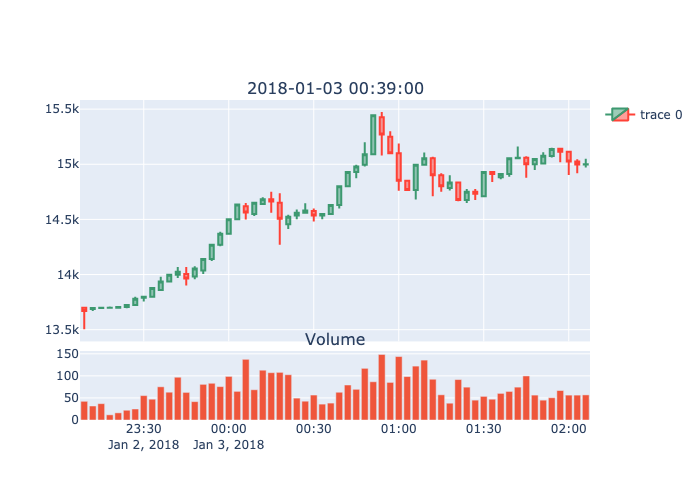 2018-01-03 00:39:00
15.5k
trace 0
15k
14.5k
14k
13.5k
Volume
150
100
50
0
23:30 00:00 00:30 01:00 01:30 02:00
Jan 2, 2018 Jan 3, 2018